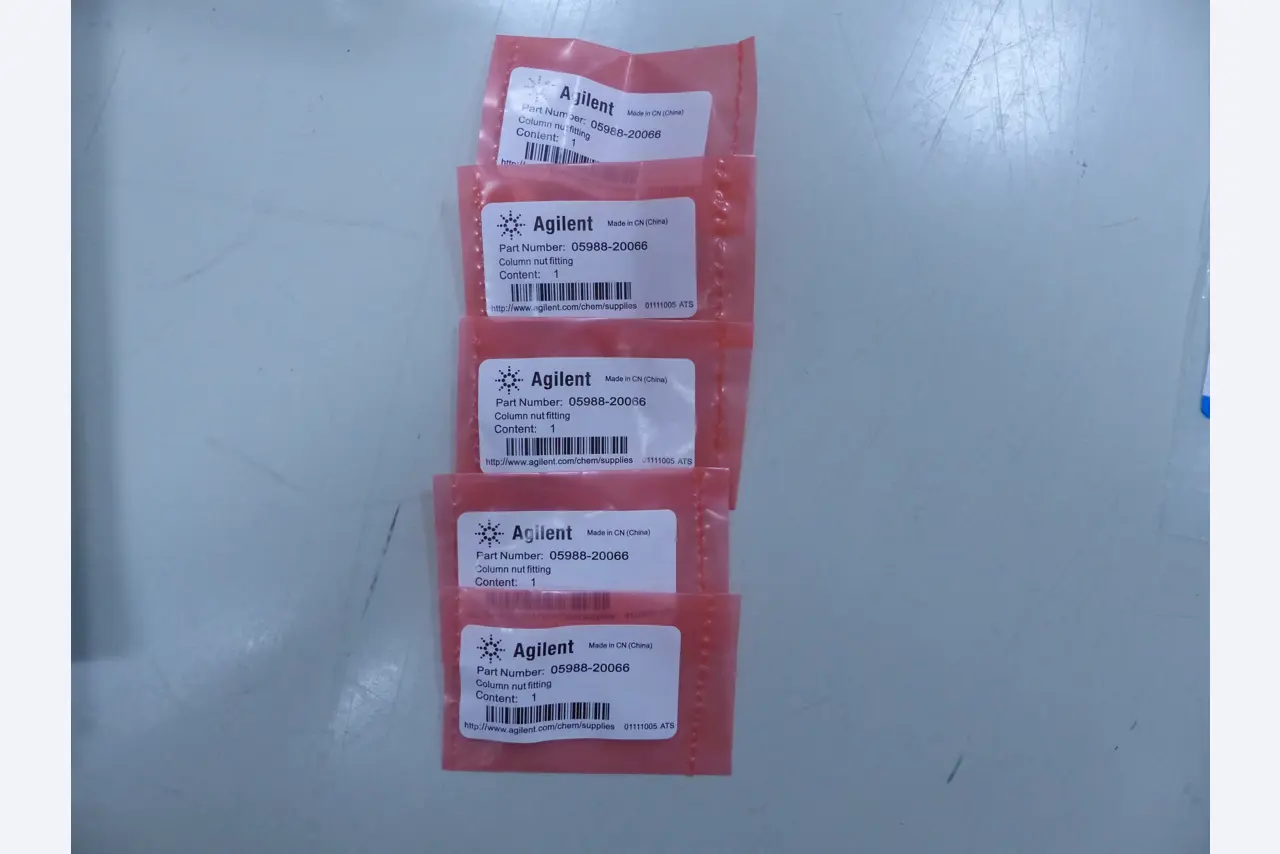 Agilent Made in CN (China)
Part Number: 05988-20066
Column nut fitting
Content: 1
http://
Agilent Made in CN (China)
Part Number: 05988-20066
Column nut fitting
Content: 1
http://www.agilent.com/chem/supplies 01111005 ATS
Agilent Made in CN (China)
Part Number: 05988-20066
Column nut fitting
Content: 1
http://www.agilent.com/chem/supplies 01111005 ATS
Agilent Made in CN (China)
Part Number: 05988-20066
Column nut fitting
Content: 1
Agilent Made in CN (China)
Part Number: 05988-20066
Column nut fitting
Content: 1
http://www.agilent.com/chem/supplies 01111005 ATS